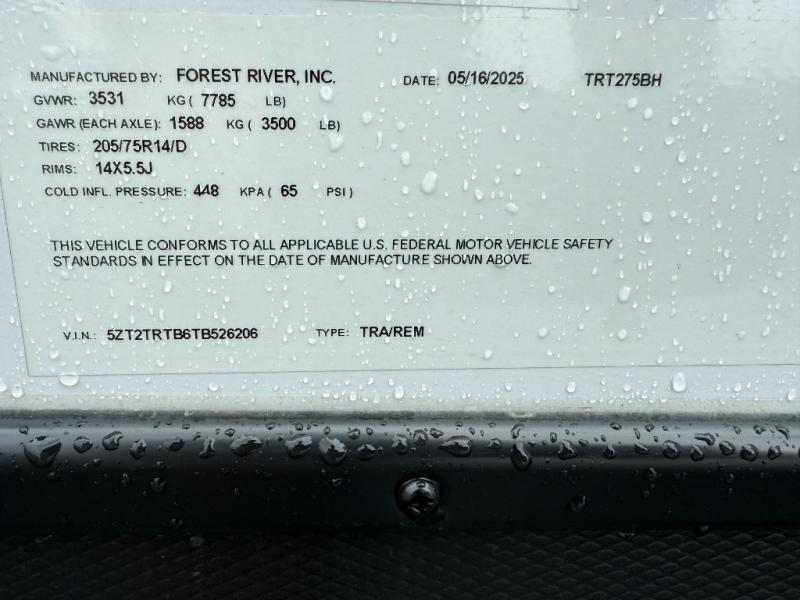 MANUFACTURED BY: FOREST RIVER, INC. DATE: 05/16/2025 TRT275BH
GVWR: 3531 KG ( 7785 LB)
GAWR (EACH AXLE): 1588 KG ( 3500 LB)
TIRES: 205/75R14/D
RIMS: 14X5.5J
COLD INFL. PRESSURE: 448 KPA ( 65 PSI )
THIS VEHICLE CONFORMS TO ALL APPLICABLE U.S. FEDERAL MOTOR VEHICLE SAFETY
STANDARDS IN EFFECT ON THE DATE OF MANUFACTURE SHOWN ABOVE.
V.I.N.: 5ZT2TRTB6TB526206 TYPE: TRA/REM